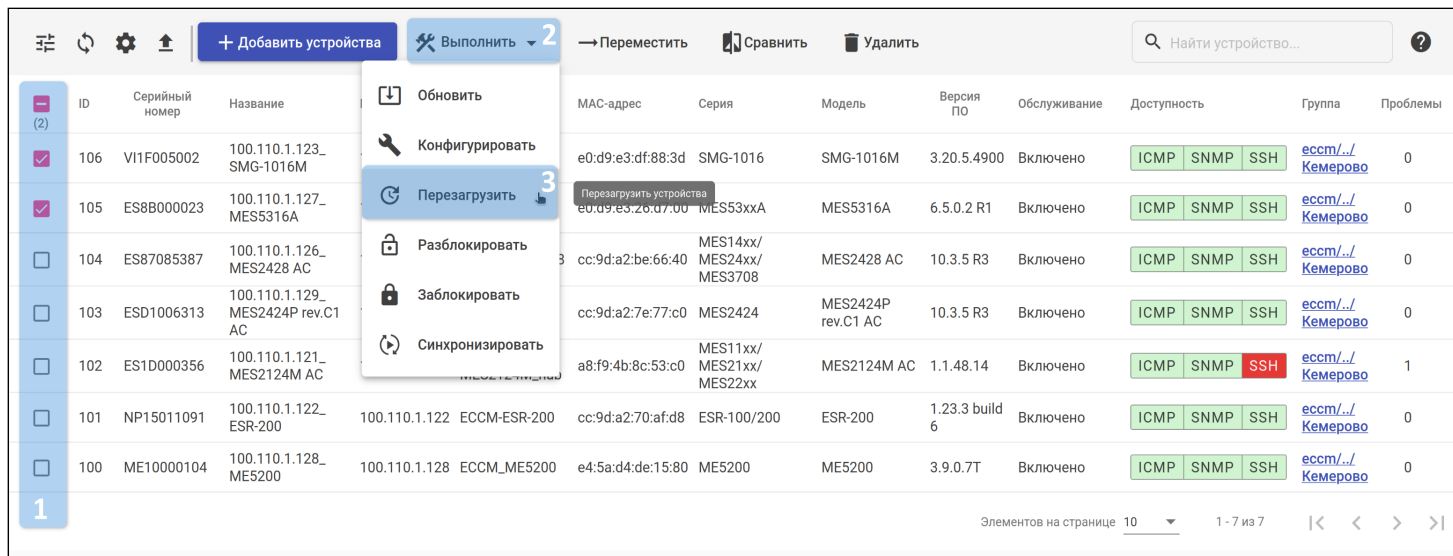 + Добавить устройства Выполнить 2 Переместить Сравнить Удалить Найти устройство...
(2) ID Серийный номер Название MAC-адрес Серия Модель Версия ПО Обслуживание Доступность Группа Проблемы
Обновить
Конфигурировать
Перезагрузить 3
Перезагрузить устройства
Разблокировать
Заблокировать
Синхронизировать
106 VI1F005002 100.110.1.123_ SMG-1016M e0:d9:e3:df:88:3d SMG-1016 SMG-1016M 3.20.5.4900 Включено ICMP SNMP SSH eccm/../ Кемерово 0
105 ES8B000023 100.110.1.127_ MES5316A e0:d9:e3:26:d7:00 MES53xxA MES5316A 6.5.0.2 R1 Включено ICMP SNMP SSH eccm/../ Кемерово 0
104 ES87085387 100.110.1.126_ MES2428 AC cc:9d:a2:be:66:40 MES14xx/ MES24xx/ MES3708 MES2428 AC 10.3.5 R3 Включено ICMP SNMP SSH eccm/../ Кемерово 0
103 ESD1006313 100.110.1.129_ MES2424P rev.C1 AC cc:9d:a2:7e:77:c0 MES2424 MES2424P rev.C1 AC 10.3.5 R3 Включено ICMP SNMP SSH eccm/../ Кемерово 0
102 ES1D000356 100.110.1.121_ MES2124M AC a8:f9:4b:8c:53:c0 MES11xx/ MES21xx/ MES22xx MES2124M AC 1.1.48.14 Включено ICMP SNMP SSH eccm/../ Кемерово 1
101 NP15011091 100.110.1.122_ ESR-200 100.110.1.122 ECCM-ESR-200 cc:9d:a2:70:af:d8 ESR-100/200 ESR-200 1.23.3 build 6 Включено ICMP SNMP SSH eccm/../ Кемерово 0
100 ME10000104 100.110.1.128_ ME5200 100.110.1.128 ECCM_ME5200 e4:5a:d4:de:15:80 ME5200 ME5200 3.9.0.7T Включено ICMP SNMP SSH eccm/../ Кемерово 0
1
Элементов на странице 10 1 - 7 из 7